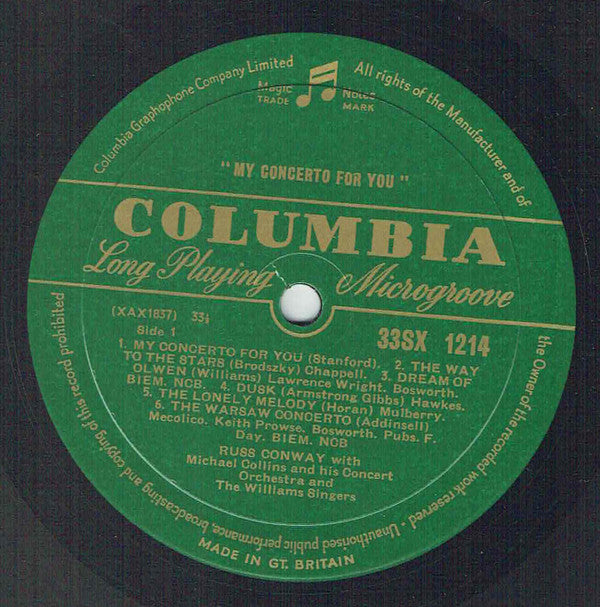 Columbia Graphophone Company Limited
Magic Notes
TRADE MARK
All rights of the Manufacturer and of
the Owner of the recorded work reserved - Unauthorised public performance, broadcasting and copying of this record prohibited
"MY CONCERTO FOR YOU"
COLUMBIA
Long Playing Microgroove
(XAX1837) 33⅓
Side 1
33SX 1214
1. MY CONCERTO FOR YOU (Stanford) 2. THE WAY
TO THE STARS (Brodszky) Chappell. 3. DREAM OF
OLWEN (Williams) Lawrence Wright. Bosworth.
BIEM. NCB. 4. DUSK (Armstrong Gibbs) Hawkes.
5. THE LONELY MELODY (Horan) Mulberry.
6. THE WARSAW CONCERTO (Addinsell)
Mecolico. Keith Prowse. Bosworth. Pubs. F.
Day. BIEM. NCB
RUSS CONWAY with
Michael Collins and his Concert
Orchestra and
The Williams Singers
MADE IN GT. BRITAIN